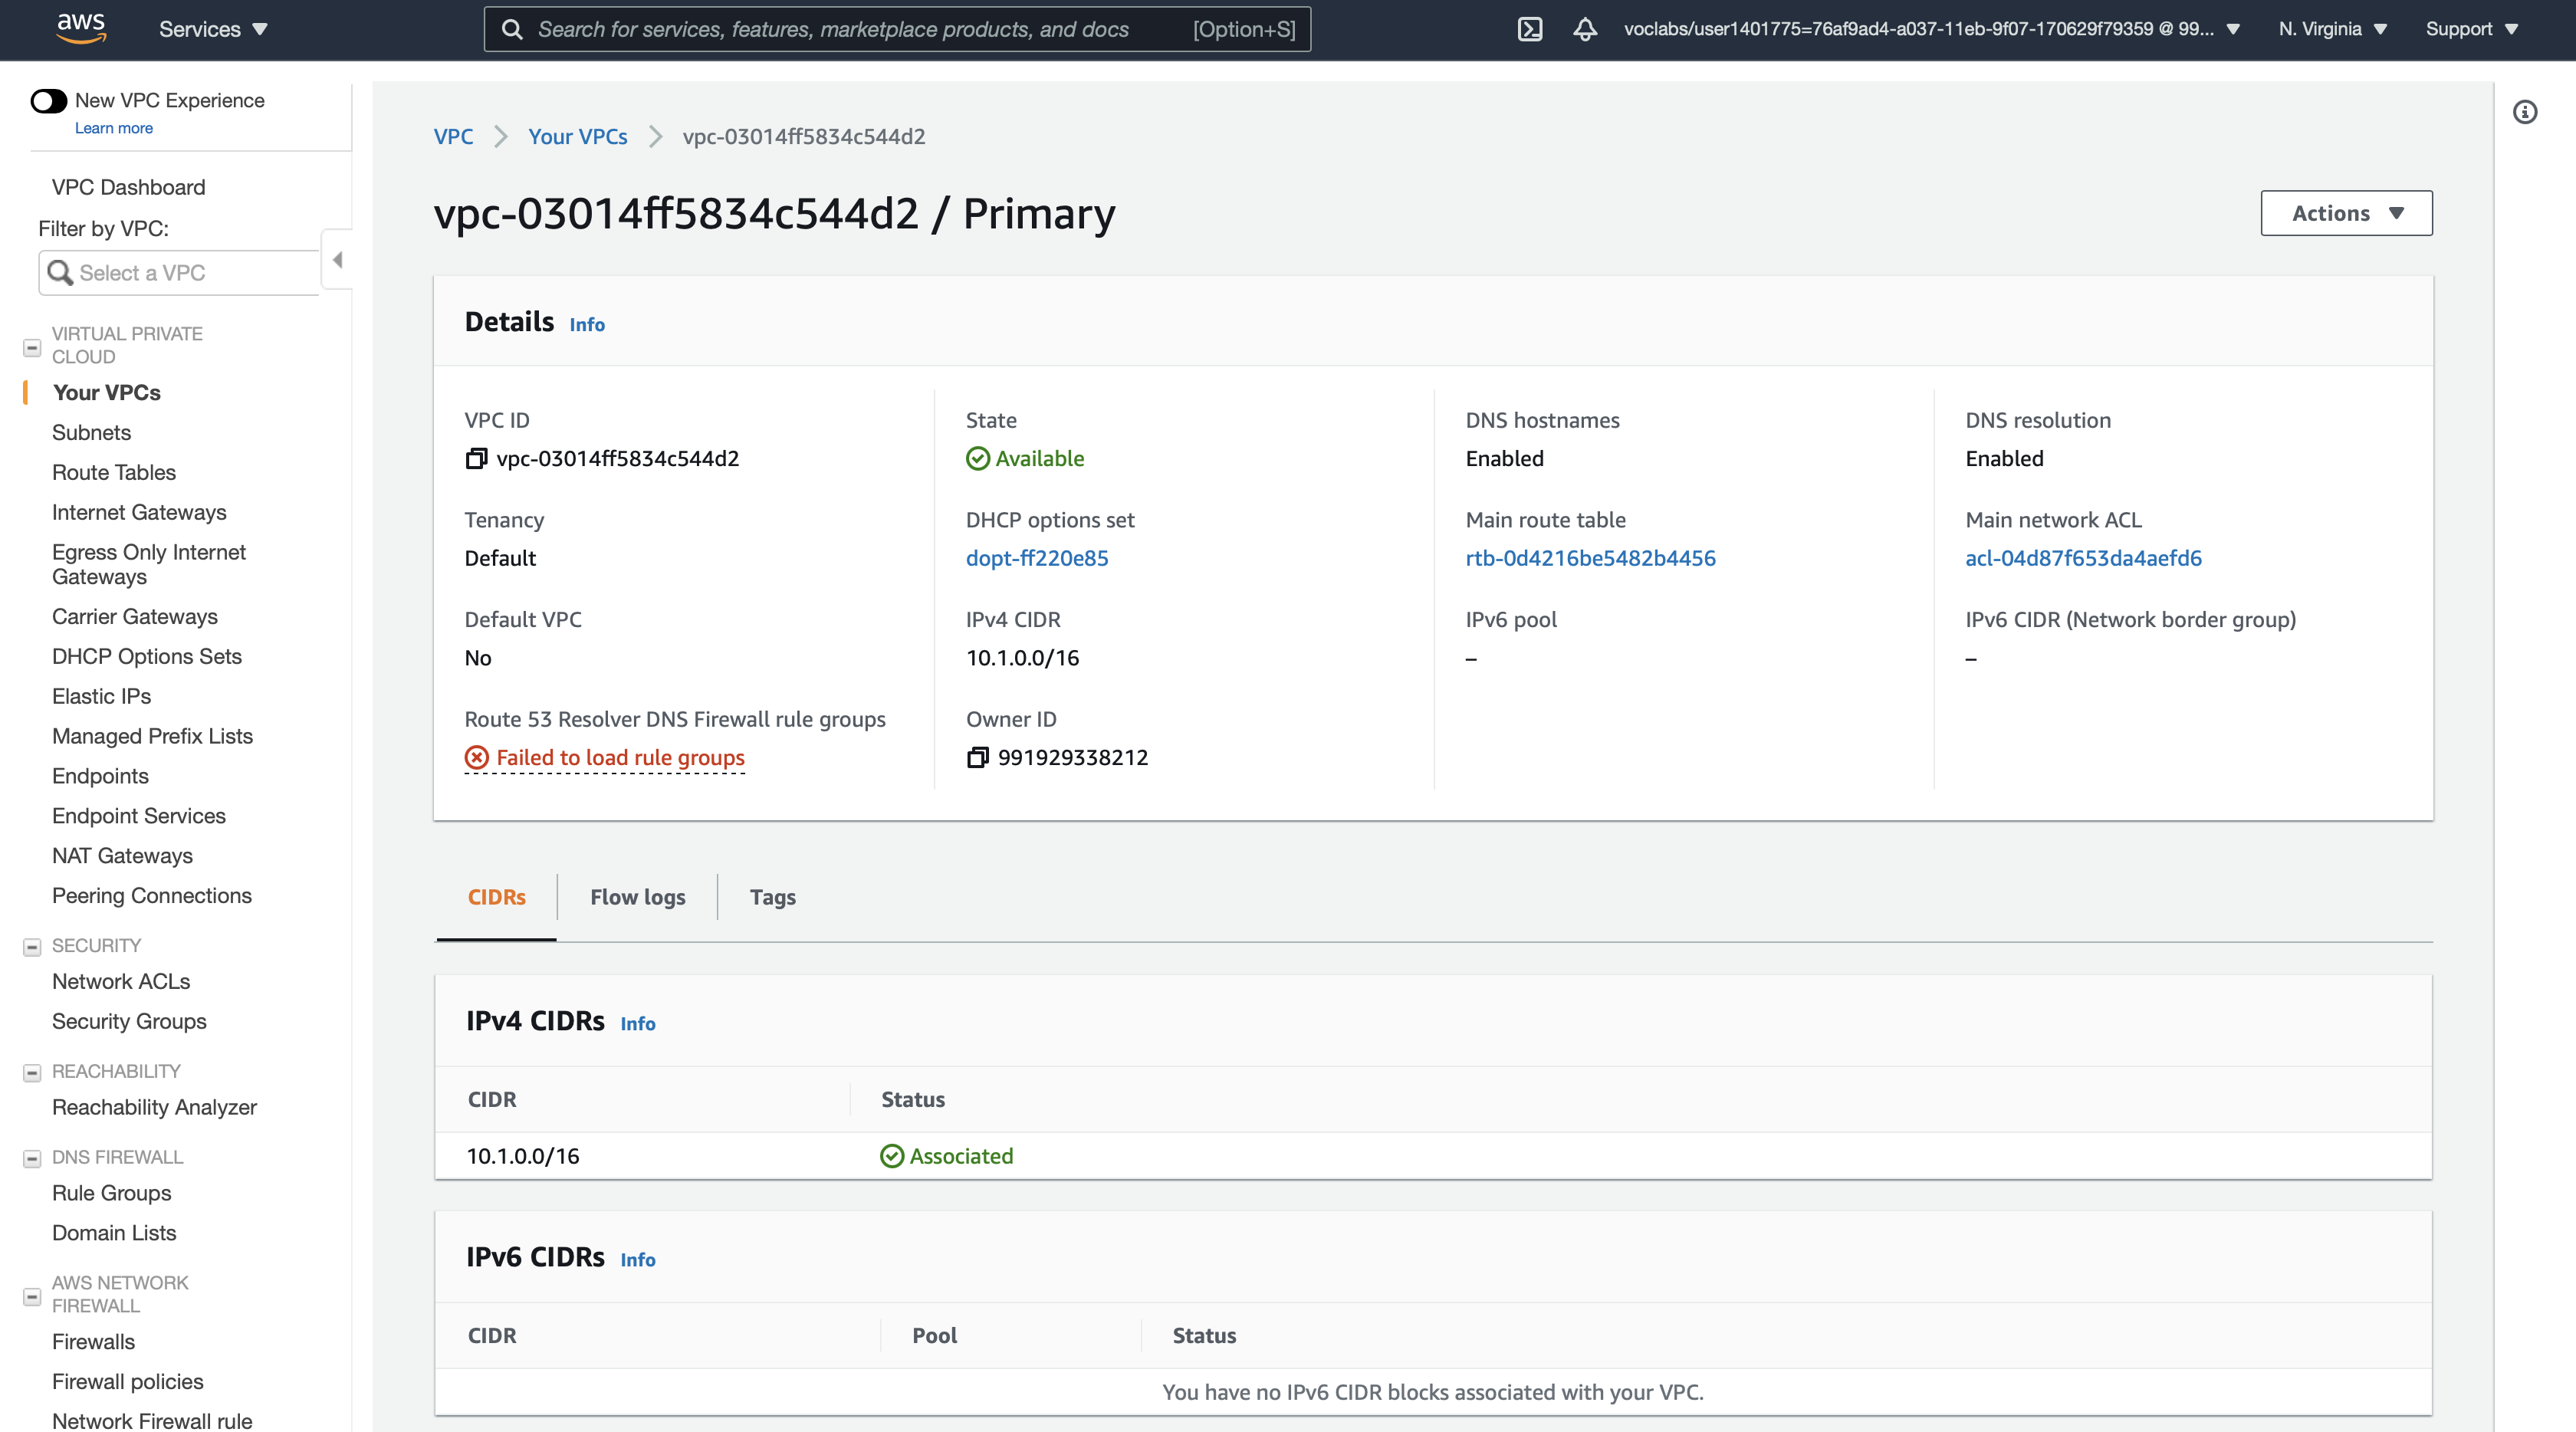 aws
Services
Search for services, features, marketplace products, and docs [Option+S]
voclabs/user1401775=76af9ad4-a037-11eb-9f07-170629f79359 @ 99...
N. Virginia
Support
New VPC Experience
Learn more
VPC Dashboard
Filter by VPC:
Select a VPC
VIRTUAL PRIVATE
CLOUD
Your VPCs
Subnets
Route Tables
Internet Gateways
Egress Only Internet
Gateways
Carrier Gateways
DHCP Options Sets
Elastic IPs
Managed Prefix Lists
Endpoints
Endpoint Services
NAT Gateways
Peering Connections
SECURITY
Network ACLs
Security Groups
REACHABILITY
Reachability Analyzer
DNS FIREWALL
Rule Groups
Domain Lists
AWS NETWORK
FIREWALL
Firewalls
Firewall policies
Network Firewall rule
VPC > Your VPCs > vpc-03014ff5834c544d2
vpc-03014ff5834c544d2 / Primary
Actions
Details Info
VPC ID
vpc-03014ff5834c544d2
State
Available
DNS hostnames
Enabled
DNS resolution
Enabled
Tenancy
Default
DHCP options set
dopt-ff220e85
Main route table
rtb-0d4216be5482b4456
Main network ACL
acl-04d87f653da4aefd6
Default VPC
No
IPv4 CIDR
10.1.0.0/16
IPv6 pool
–
IPv6 CIDR (Network border group)
–
Route 53 Resolver DNS Firewall rule groups
Failed to load rule groups
Owner ID
991929338212
CIDRs
Flow logs
Tags
IPv4 CIDRs Info
CIDR Status
10.1.0.0/16 Associated
IPv6 CIDRs Info
CIDR Pool Status
You have no IPv6 CIDR blocks associated with your VPC.